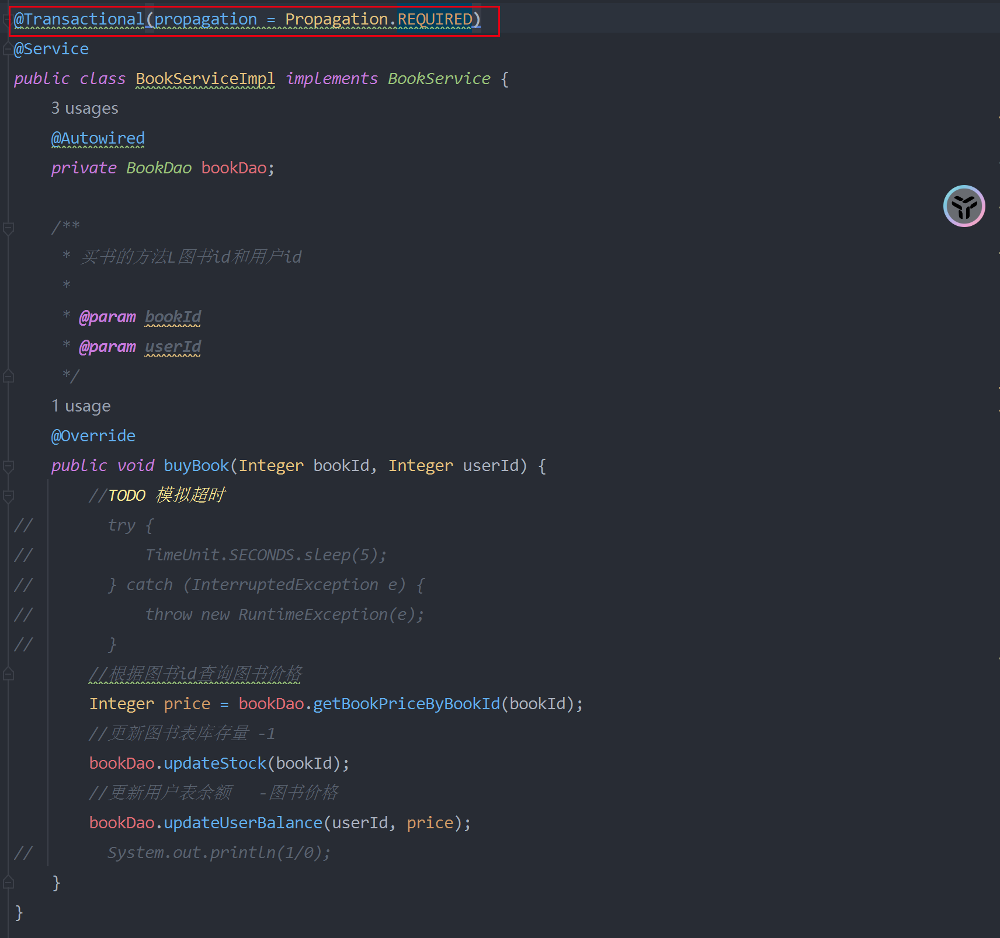 @Transactional(propagation = Propagation.REQUIRED)
@Service
public class BookServiceImpl implements BookService {
3 usages
@Autowired
private BookDao bookDao;
/**
* 买书的方法L图书id和用户id
*
* @param bookId
* @param userId
*/
1 usage
@Override
public void buyBook(Integer bookId, Integer userId) {
//TODO 模拟超时
// try {
// TimeUnit.SECONDS.sleep(5);
// } catch (InterruptedException e) {
// throw new RuntimeException(e);
// }
//根据图书id查询图书价格
Integer price = bookDao.getBookPriceByBookId(bookId);
//更新图书表库存量 -1
bookDao.updateStock(bookId);
//更新用户表余额 -图书价格
bookDao.updateUserBalance(userId, price);
// System.out.println(1/0);
}
}